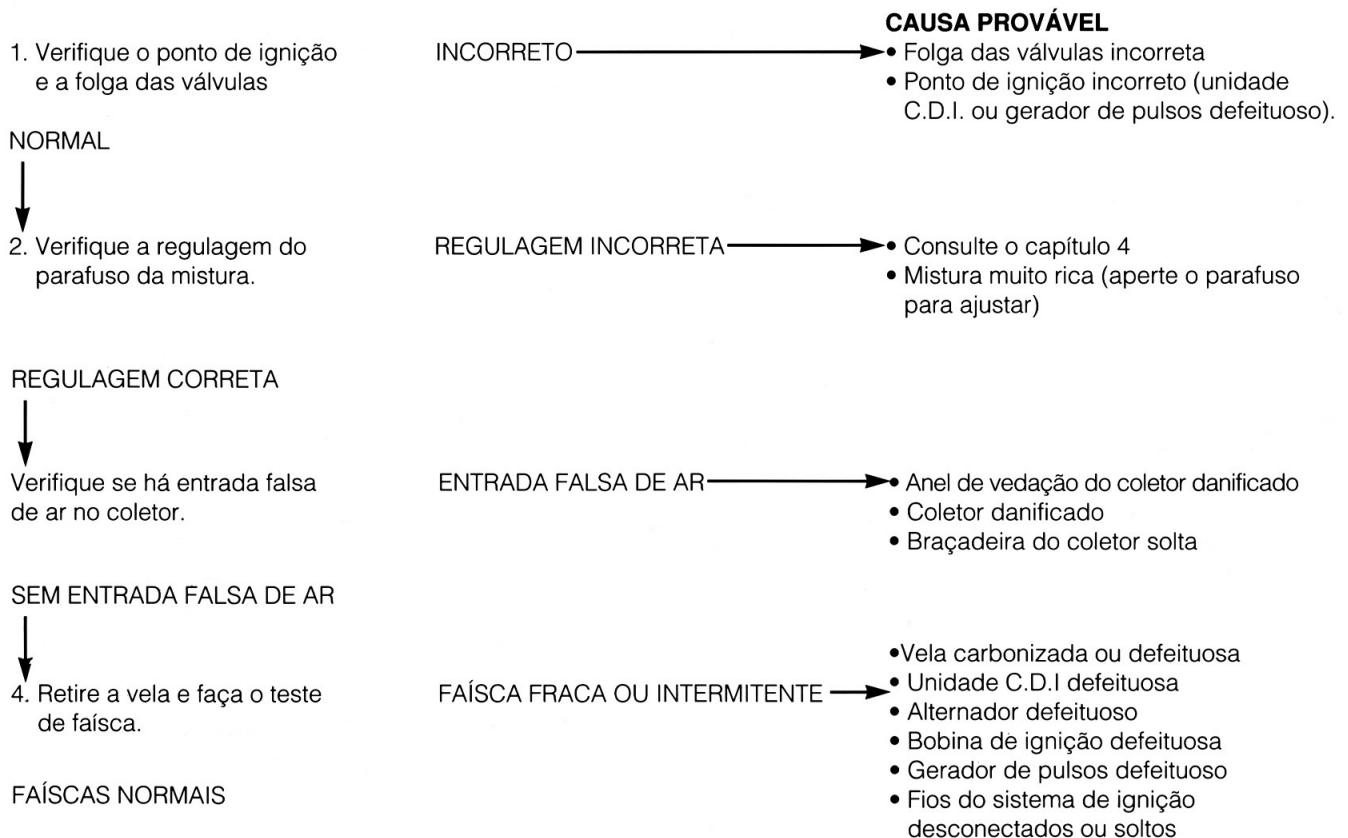 CAUSA PROVÁVEL
1. Verifique o ponto de ignição
e a folga das válvulas
INCORRETO
• Folga das válvulas incorreta
• Ponto de ignição incorreto (unidade
C.D.I. ou gerador de pulsos defeituoso).
NORMAL
2. Verifique a regulagem do
parafuso da mistura.
REGULAGEM INCORRETA
• Consulte o capítulo 4
• Mistura muito rica (aperte o parafuso
para ajustar)
REGULAGEM CORRETA
Verifique se há entrada falsa
de ar no coletor.
ENTRADA FALSA DE AR
• Anel de vedação do coletor danificado
• Coletor danificado
• Braçadeira do coletor solta
SEM ENTRADA FALSA DE AR
4. Retire a vela e faça o teste
de faísca.
FAÍSCA FRACA OU INTERMITENTE
•Vela carbonizada ou defeituosa
• Unidade C.D.I defeituosa
• Alternador defeituoso
• Bobina de ignição defeituosa
• Gerador de pulsos defeituoso
• Fios do sistema de ignição
desconectados ou soltos
FAÍSCAS NORMAIS